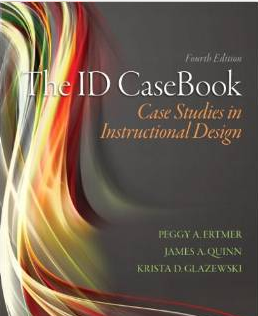 Fourth Edition
The ID CaseBook
Case Studies in
Instructional Design
PEGGY A. ERTMER
JAMES A. QUINN
KRISTA D. GLAZEWSKI